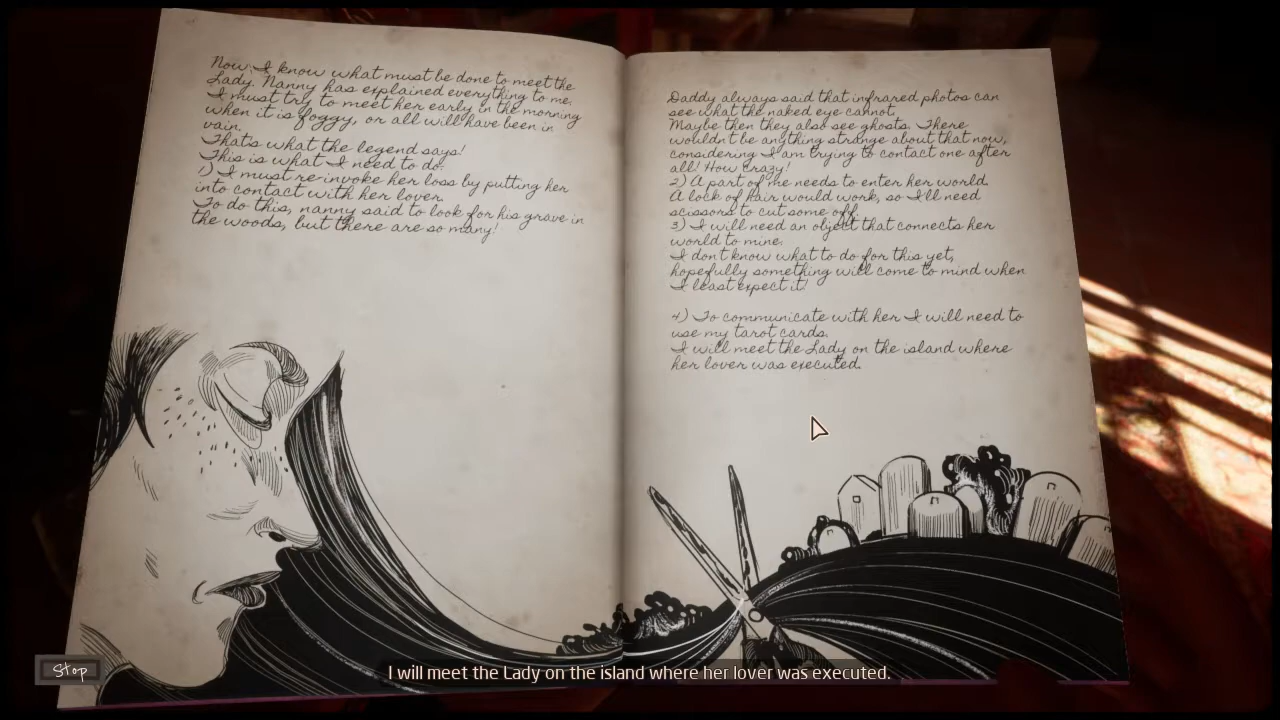 Now, I know what must be done to meet the
Lady. Nanny has explained everything to me.
I must try to meet her early in the morning
when it is foggy, or all will have been in
vain.
That's what the legend says!
This is what I need to do:
1) I must re-invoke her loss by putting her
into contact with her lover.
To do this, nanny said to look for his grave in
the woods, but there are so many!
Daddy always said that infrared photos can
see what the naked eye cannot.
Maybe then they also see ghosts. There
wouldn't be anything strange about that now,
considering I am trying to contact one after
all! How crazy!
2) A part of me needs to enter her world.
A lock of hair would work, so I'll need
scissors to cut some off.
3) I will need an object that connects her
world to mine.
I don't know what to do for this yet,
hopefully something will come to mind when
I least expect it!
4) To communicate with her I will need to
use my tarot cards.
I will meet the Lady on the island where
her lover was executed.
Stop
I will meet the Lady on the island where her lover was executed.